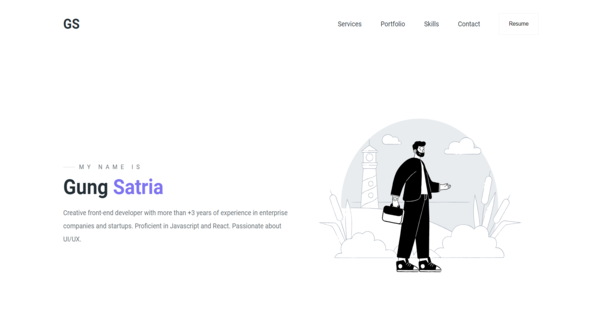 GS
Services Portfolio Skills Contact Resume
MY NAME IS
Gung Satria
Creative front-end developer with more than +3 years of experience in enterprise
companies and startups. Proficient in Javascript and React. Passionate about
UI/UX.